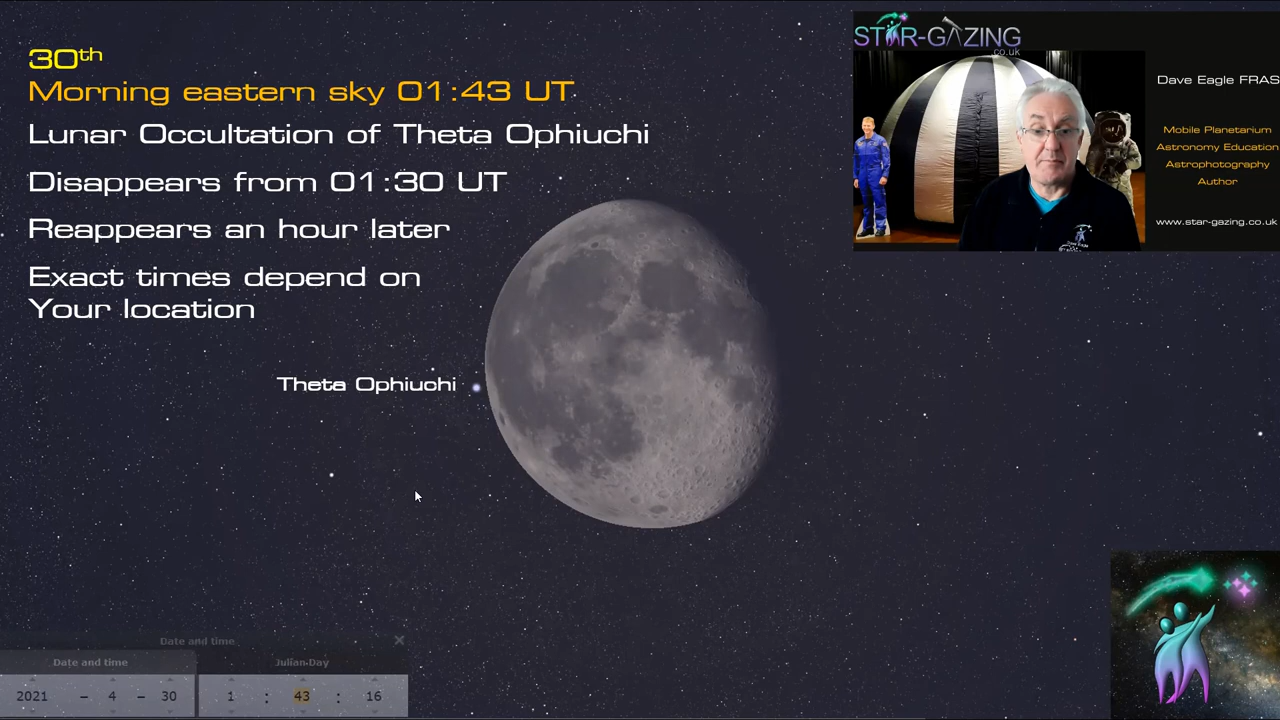 30th
Morning eastern sky 01:43 UT
Lunar Occultation of Theta Ophiuchi
Disappears from 01:30 UT
Reappears an hour later
Exact times depend on
Your location
Theta Ophiuchi
STAR-GAZING
.co.uk
Dave Eagle FRAS
Mobile Planetarium
Astronomy Education
Astrophotography
Author
www.star-gazing.co.uk
Dave Eagle
Date and time
Date and time
Julian Day
2021 - 4 - 30 1 : 43 : 16